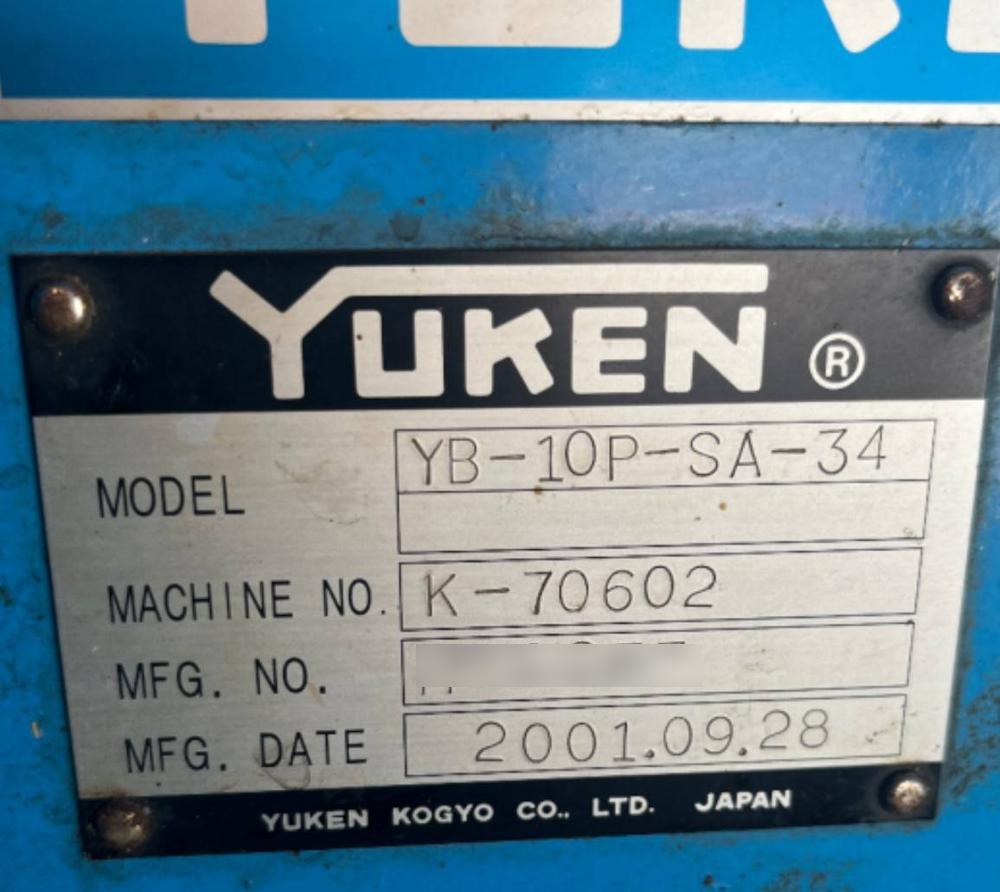 YUKEN ®
MODEL YB-10P-SA-34
MACHINE NO. K-70602
MFG. NO.
MFG. DATE 2001.09.28
YUKEN KOGYO CO., LTD. JAPAN